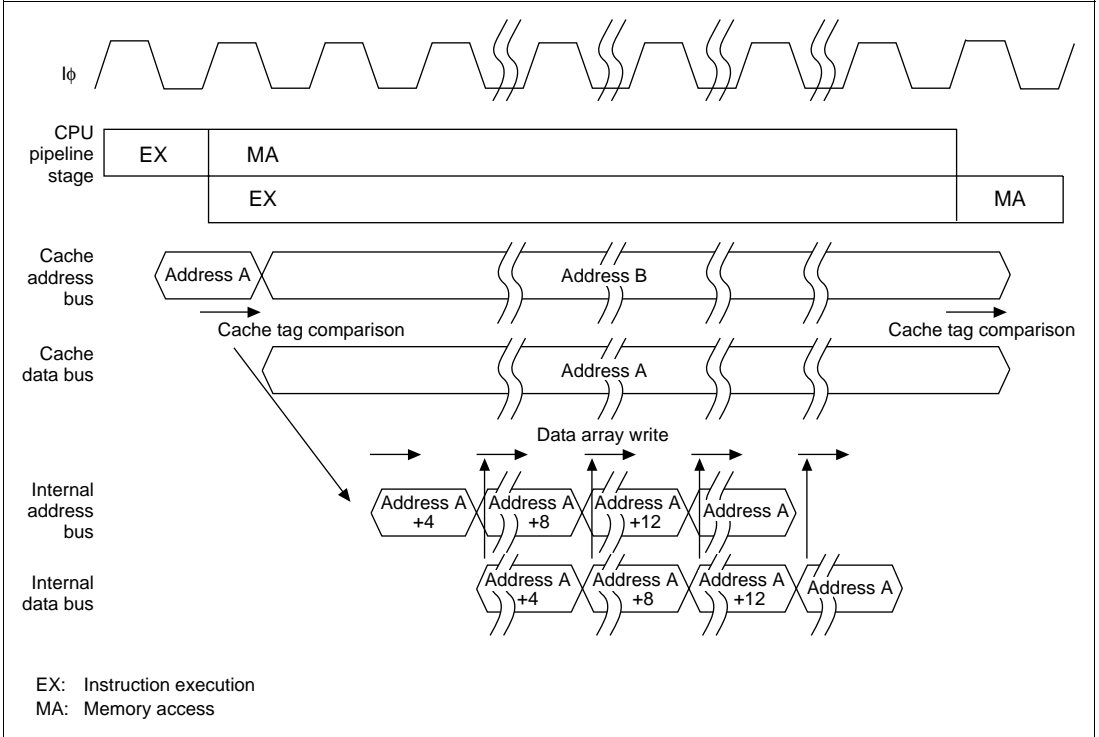 Iϕ
CPU
pipeline
stage
EX
MA
EX
MA
Cache
address
bus
Address A
Address B
Cache tag comparison
Cache tag comparison
Cache
data bus
Address A
Data array write
Internal
address
bus
Address A
+4
Address A
+8
Address A
+12
Address A
Internal
data bus
Address A
+4
Address A
+8
Address A
+12
Address A
EX: Instruction execution
MA: Memory access